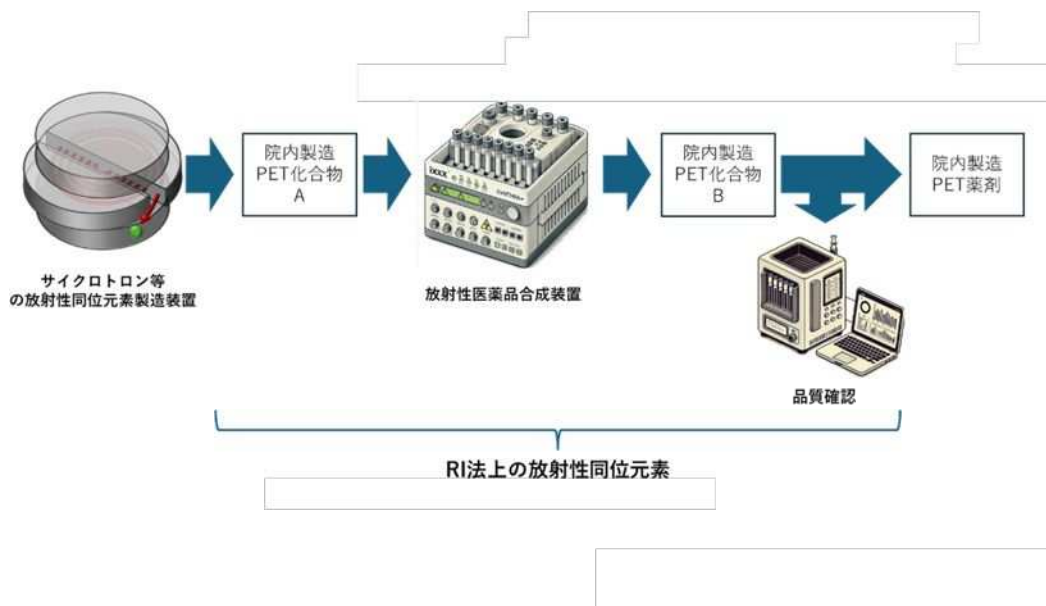 院内製造
PET化合物
A
院内製造
PET化合物
B
院内製造
PET薬剤
サイクロトロン等
の放射性同位元素製造装置
放射性医薬品合成装置
品質確認
RI法上の放射性同位元素